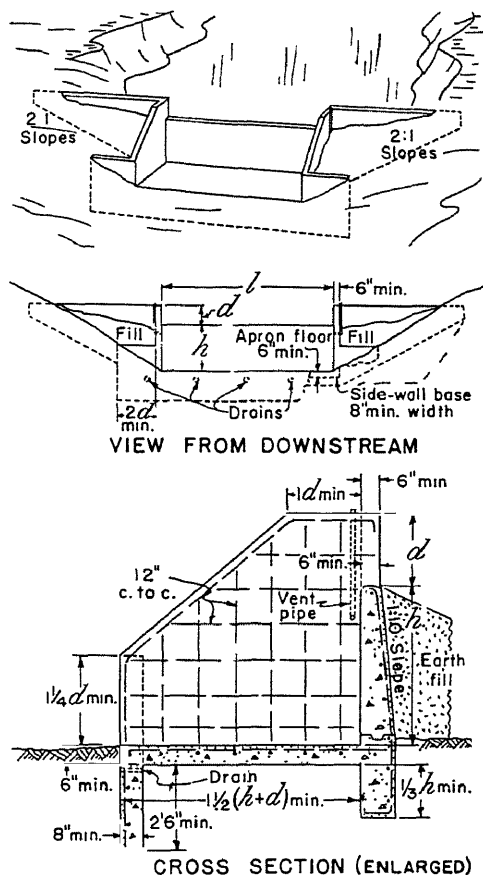 2:1
Slopes
2:1
Slopes
l
6" min.
d
Fill
h
Apron floor
6" min.
Fill
2d
min.
Drains
Side-wall base
8" min. width
VIEW FROM DOWNSTREAM
1d min
6" min
d
6" min.
12"
c. to c.
Vent
pipe
h
1:10 Slope
Earth
fill
1¼ d min.
6" min.
Drain
1½(h+d) min.
⅓ h min.
8" min.
2'6" min.
CROSS SECTION (ENLARGED)